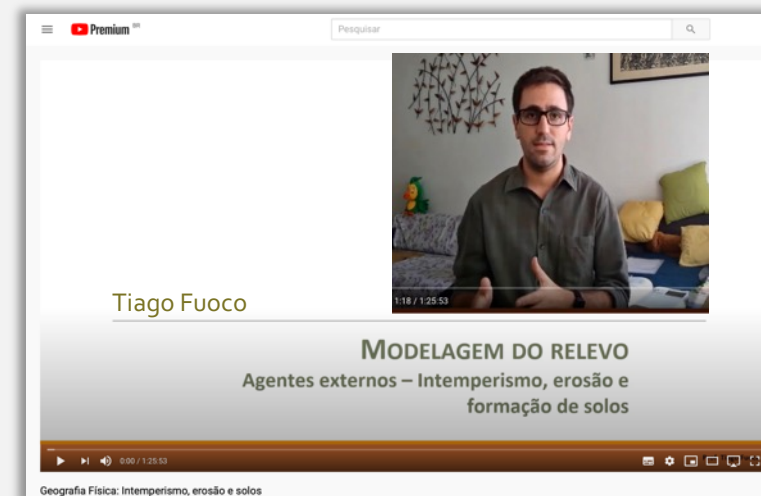 Premium BR
Pesquisar
1:18 / 1:25:53
Tiago Fuoco
MODELAGEM DO RELEVO
Agentes externos – Intemperismo, erosão e
formação de solos
0:00 / 1:25:53
Geografia Física: Intemperismo, erosão e solos